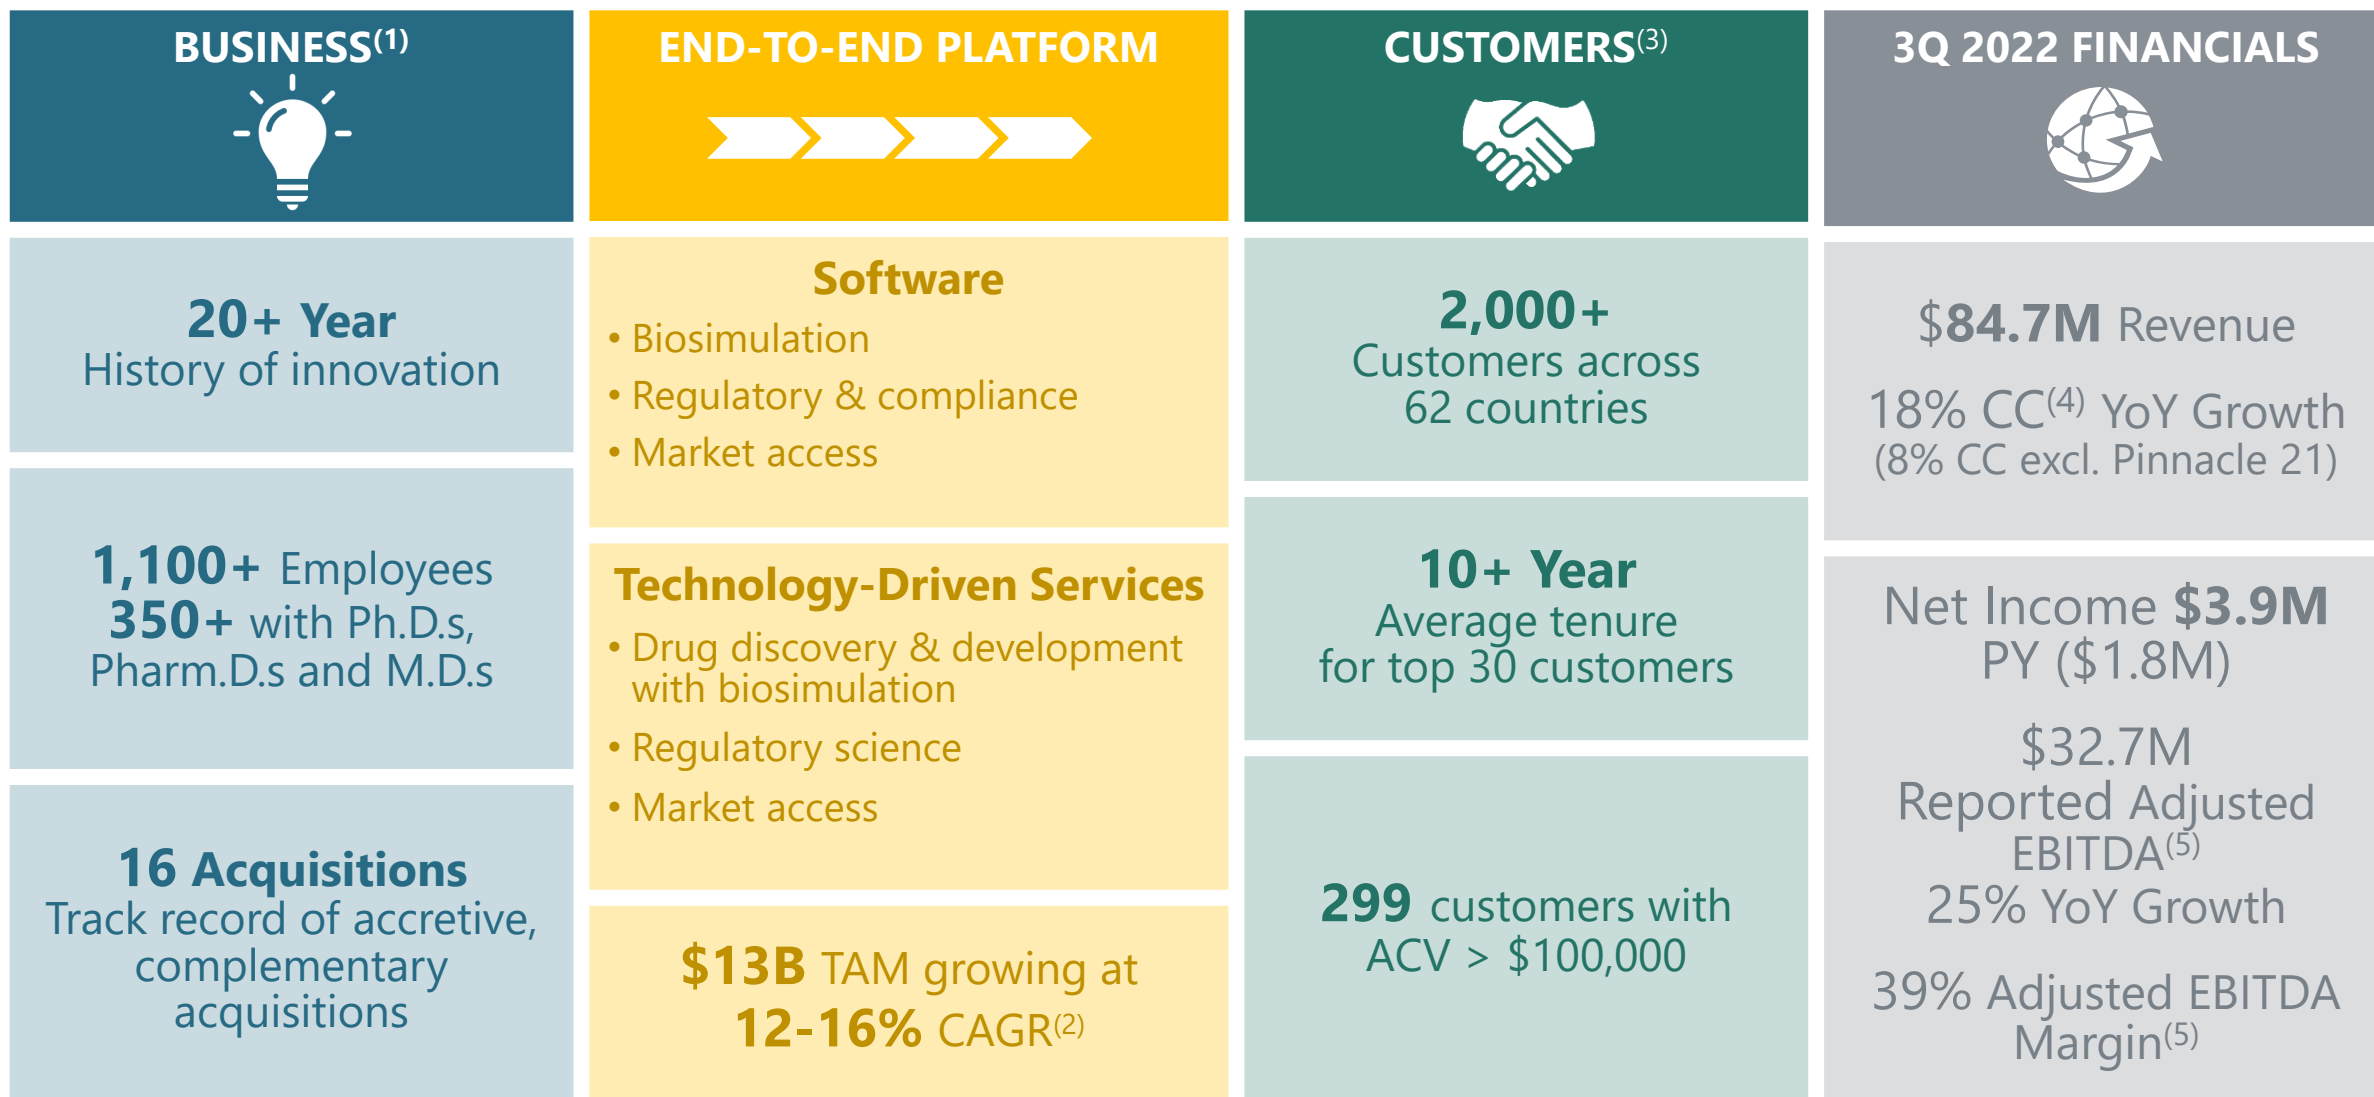 BUSINESS(1)
20+ Year
History of innovation
1,100+ Employees
350+ with Ph.D.s,
Pharm.D.s and M.D.s
16 Acquisitions
Track record of accretive,
complementary
acquisitions
END-TO-END PLATFORM
Software
• Biosimulation
• Regulatory & compliance
• Market access
Technology-Driven Services
• Drug discovery & development
with biosimulation
• Regulatory science
• Market access
$13B TAM growing at
12-16% CAGR(2)
CUSTOMERS(3)
2,000+
Customers across
62 countries
10+ Year
Average tenure
for top 30 customers
299 customers with
ACV > $100,000
3Q 2022 FINANCIALS
$84.7M Revenue
18% CC(4) YoY Growth
(8% CC excl. Pinnacle 21)
Net Income $3.9M
PY ($1.8M)
$32.7M
Reported Adjusted
EBITDA(5)
25% YoY Growth
39% Adjusted EBITDA
Margin(5)